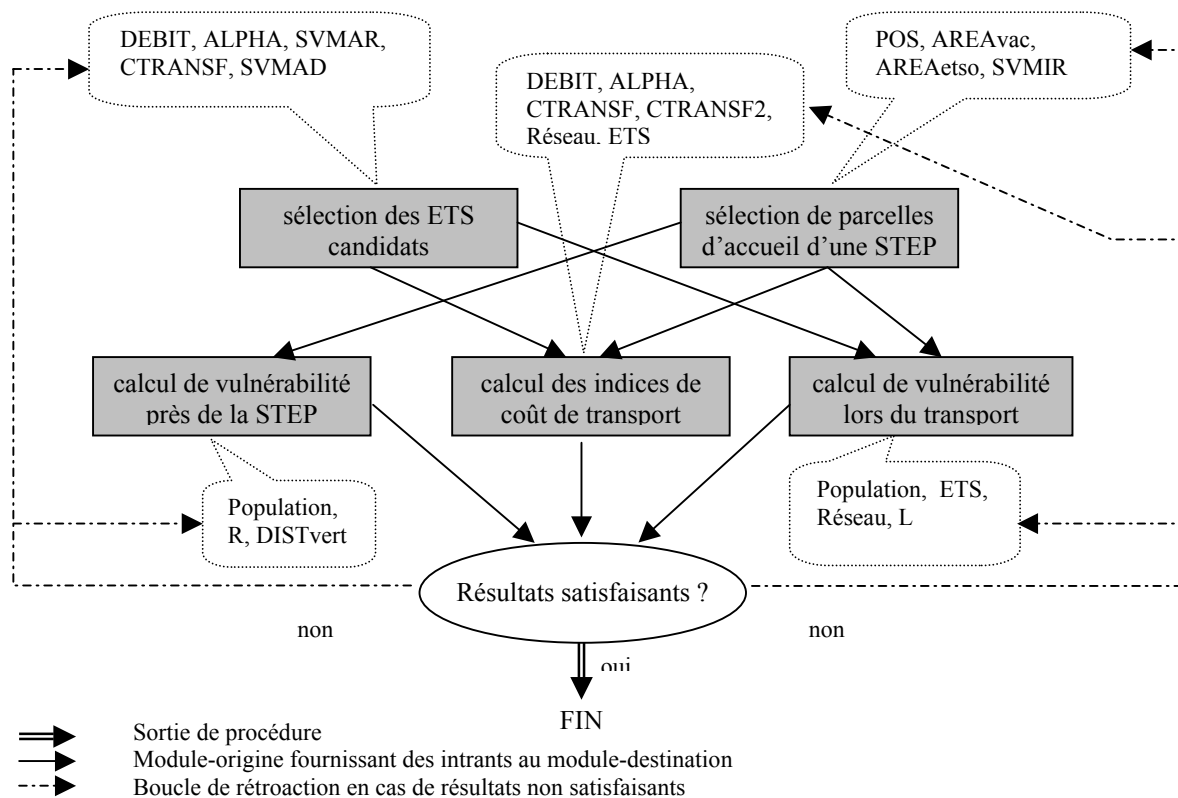 DEBIT, ALPHA, SVMAR,
CTRANSF, SVMAD
DEBIT, ALPHA,
CTRANSF, CTRANSF2,
Réseau, ETS
POS, AREAvac,
AREAetso, SVMIR
sélection des ETS
candidats
sélection de parcelles
d’accueil d’une STEP
calcul de vulnérabilité
près de la STEP
calcul des indices de
coût de transport
calcul de vulnérabilité
lors du transport
Population,
R, DISTvert
Population, ETS,
Réseau, L
Résultats satisfaisants ?
non
non
oui
FIN
Sortie de procédure
Module-origine fournissant des intrants au module-destination
Boucle de rétroaction en cas de résultats non satisfaisants